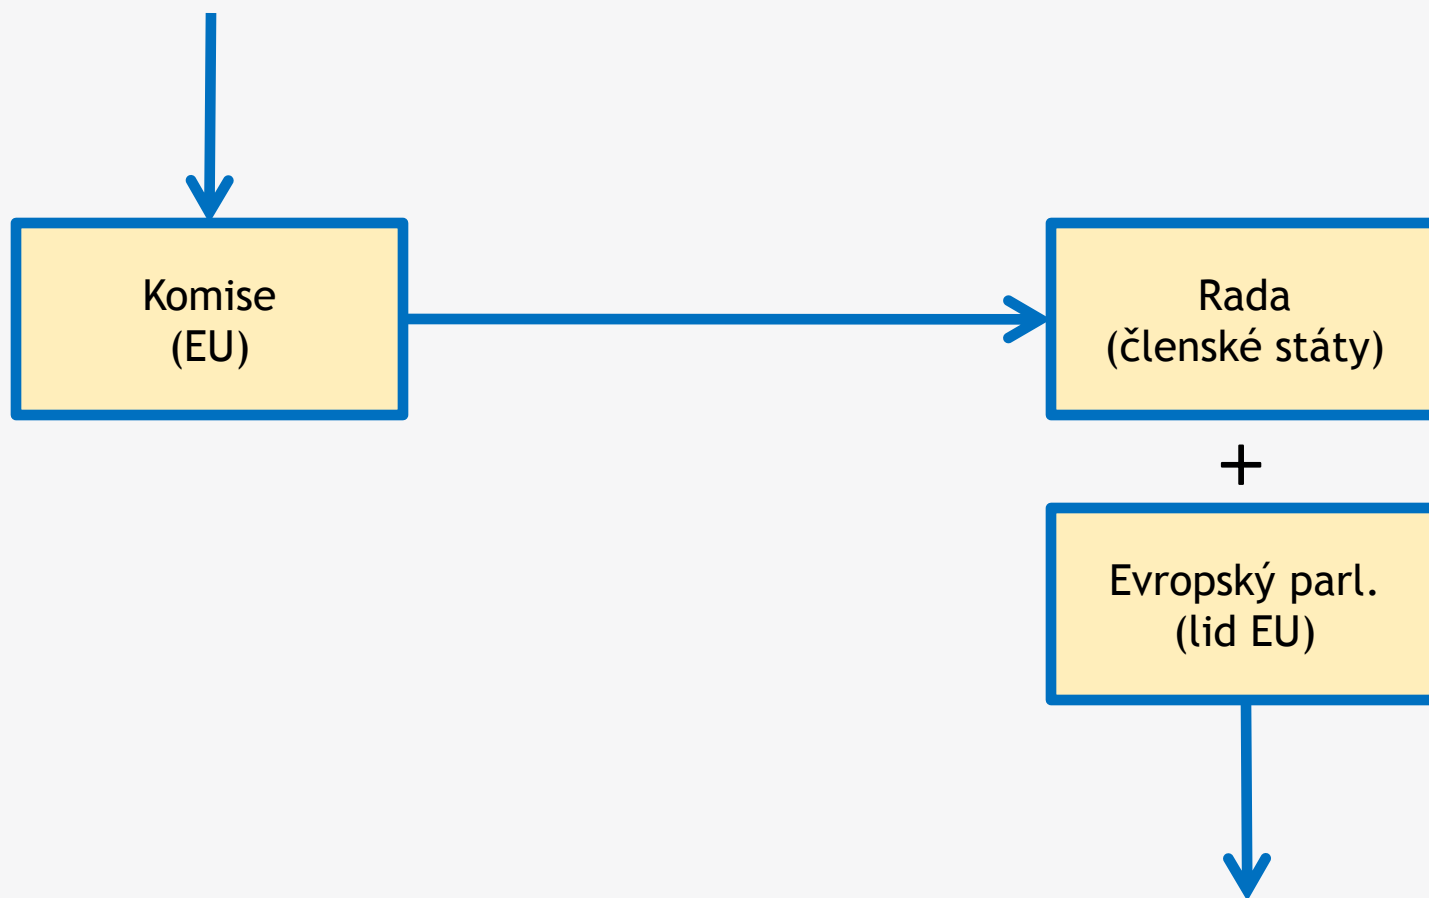 Komise
(EU)
Rada
(členské státy)
+
Evropský parl.
(lid EU)